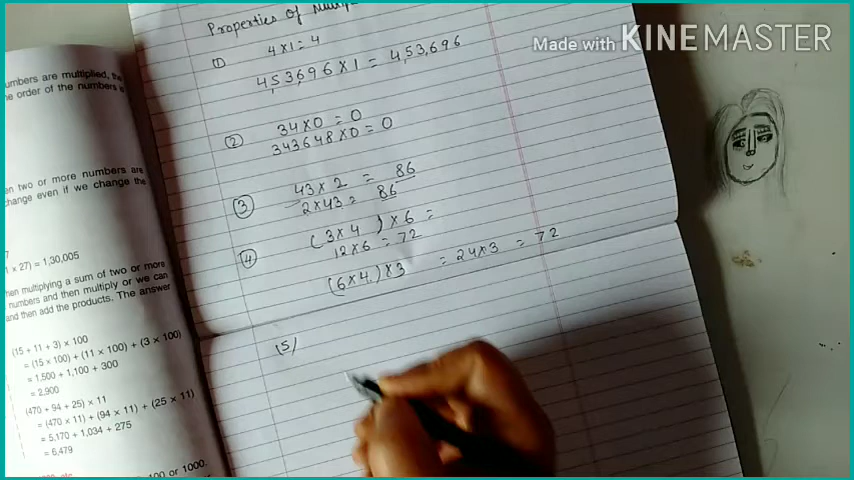 Made with KINEMASTER
umbers are multiplied, the
he order of the numbers is
en two or more numbers are
change even if we change the
7
1 × 27) = 1,30,005
hen multiplying a sum of two or more
numbers and then multiply or we can
and then add the products. The answer
(15 + 11 + 3) × 100
= (15 × 100) + (11 × 100) + (3 × 100)
= 1,500 + 1,100 + 300
= 2,900
(470 + 94 + 25) × 11
= (470 × 11) + (94 × 11) + (25 × 11)
= 5,170 + 1,034 + 275
= 6,479
100 or 1000.
Properties of
(1) 4 × 1 = 4
453696 × 1 = 4,53,696
(2) 34 × 0 = 0
343648 × 0 = 0
(3) 43 × 2 = 86
2 × 43 = 86
(4) (3 × 4) × 6 =
12 × 6 = 72
(6 × 4) × 3 = 24 × 3 = 72
(5)